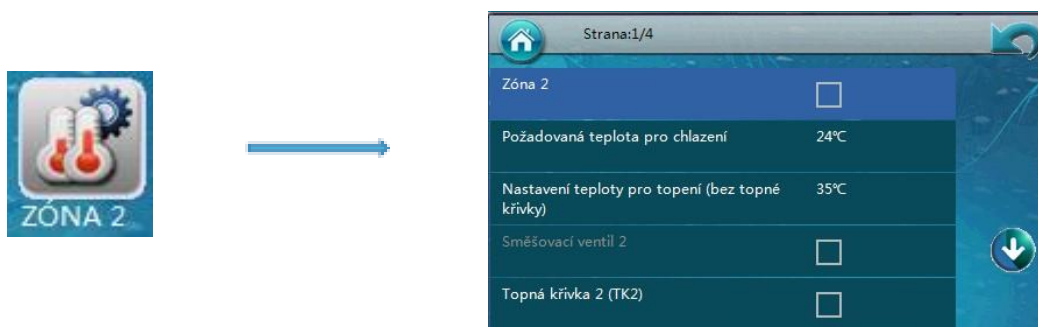 ZÓNA 2
Strana:1/4
Zóna 2
Požadovaná teplota pro chlazení 24℃
Nastavení teploty pro topení (bez topné 35℃
křivky)
Směšovací ventil 2
Topná křivka 2 (TK2)